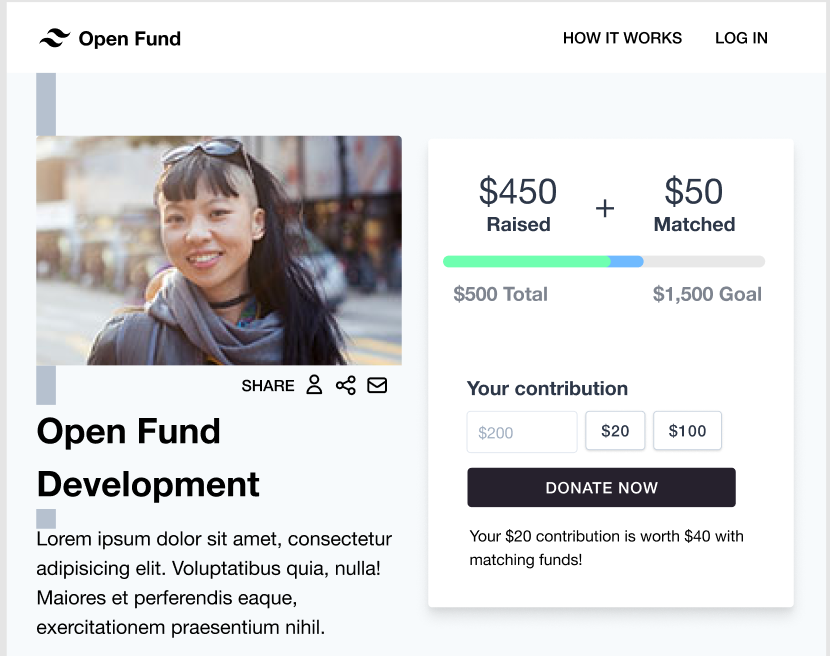 Open Fund
HOW IT WORKS
LOG IN
$450
Raised
+
$50
Matched
$500 Total
$1,500 Goal
SHARE
Open Fund
Development
Lorem ipsum dolor sit amet, consectetur
adipisicing elit. Voluptatibus quia, nulla!
Maiores et perferendis eaque,
exercitationem praesentium nihil.
Your contribution
$200
$20
$100
DONATE NOW
Your $20 contribution is worth $40 with
matching funds!